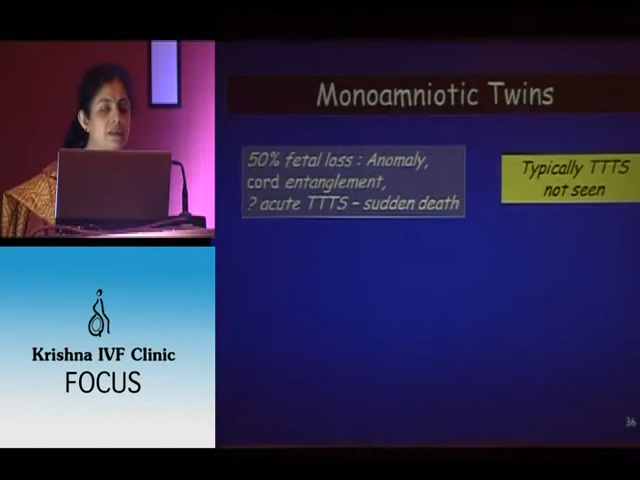 Monoamniotic Twins
50% fetal loss : Anomaly,
cord entanglement,
? acute TTTS – sudden death
Typically TTTS
not seen
Krishna IVF Clinic
FOCUS
36